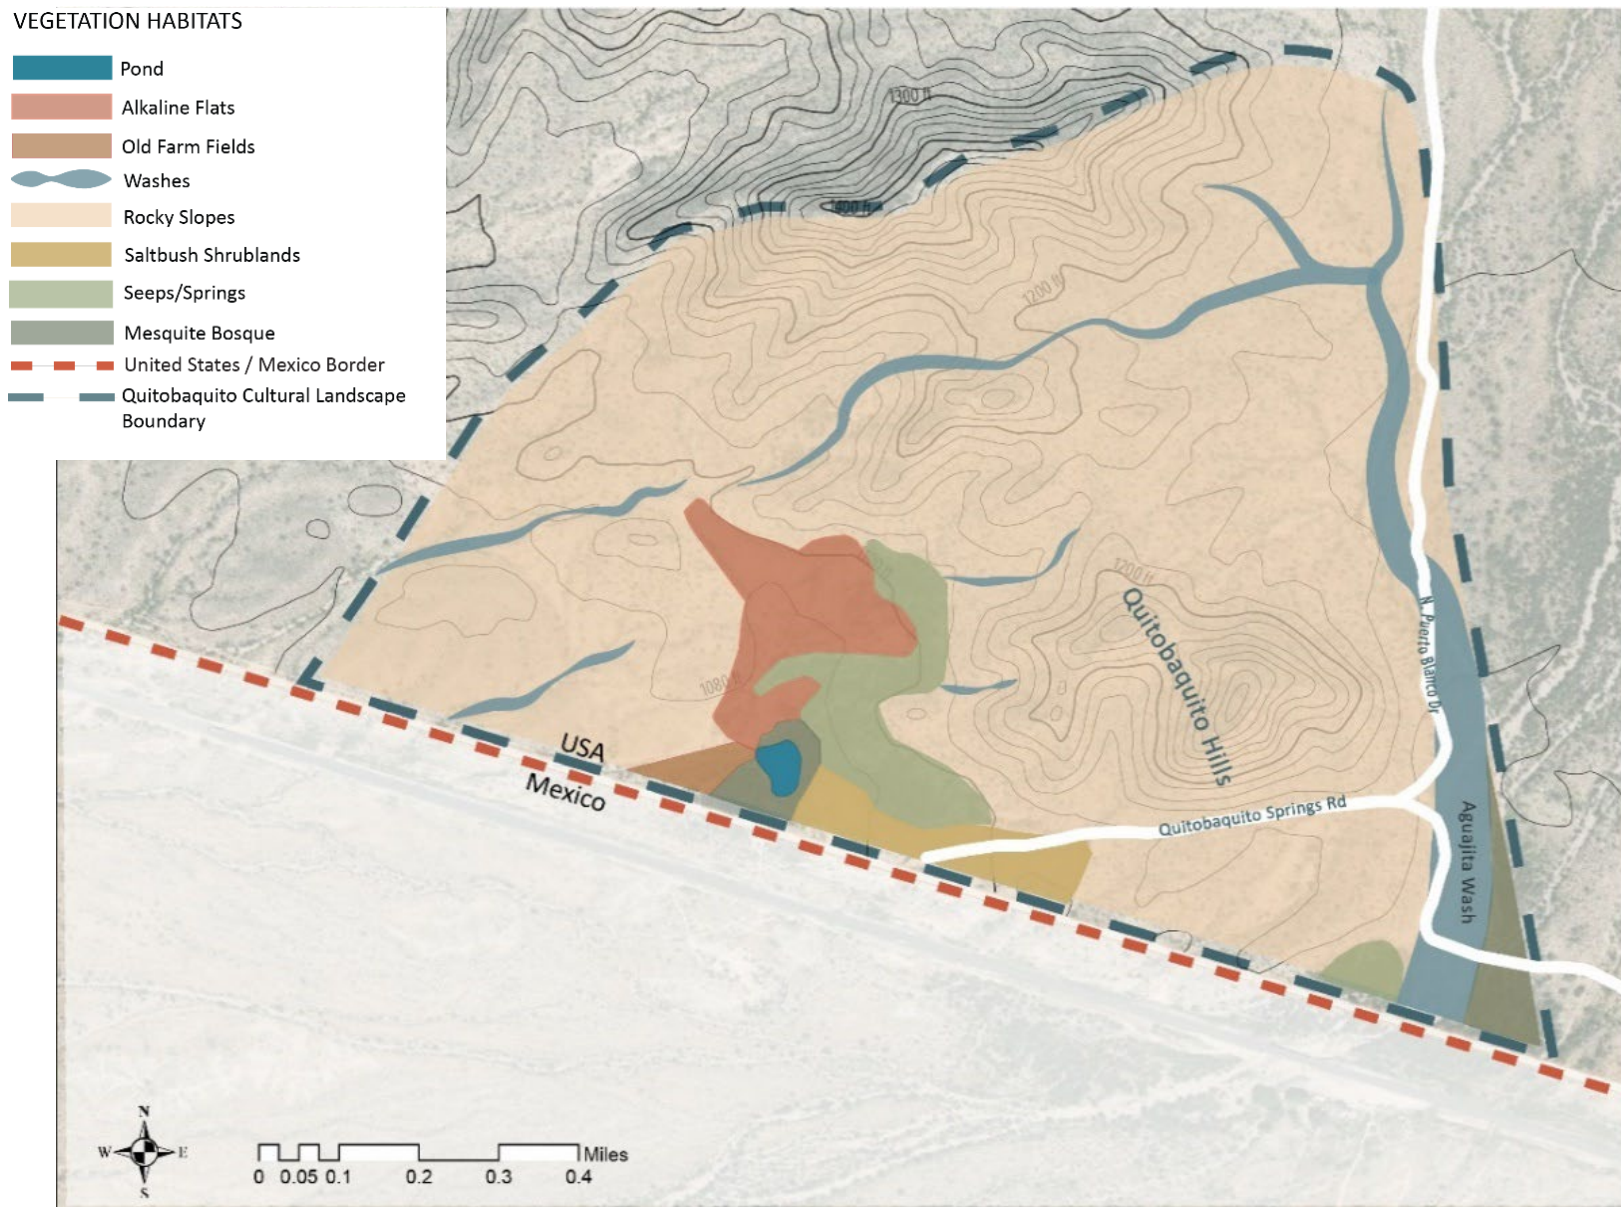 VEGETATION HABITATS
Pond
Alkaline Flats
Old Farm Fields
Washes
Rocky Slopes
Saltbush Shrublands
Seeps/Springs
Mesquite Bosque
United States / Mexico Border
Quitobaquito Cultural Landscape
Boundary
1300 ft
1400 ft
1200 ft
1200 ft
Quitobaquito Hills
N. Puerto Blanco Dr
1080 ft
USA
Mexico
Quitobaquito Springs Rd
Aguajita Wash
N
W E
S
Miles
0 0.05 0.1 0.2 0.3 0.4